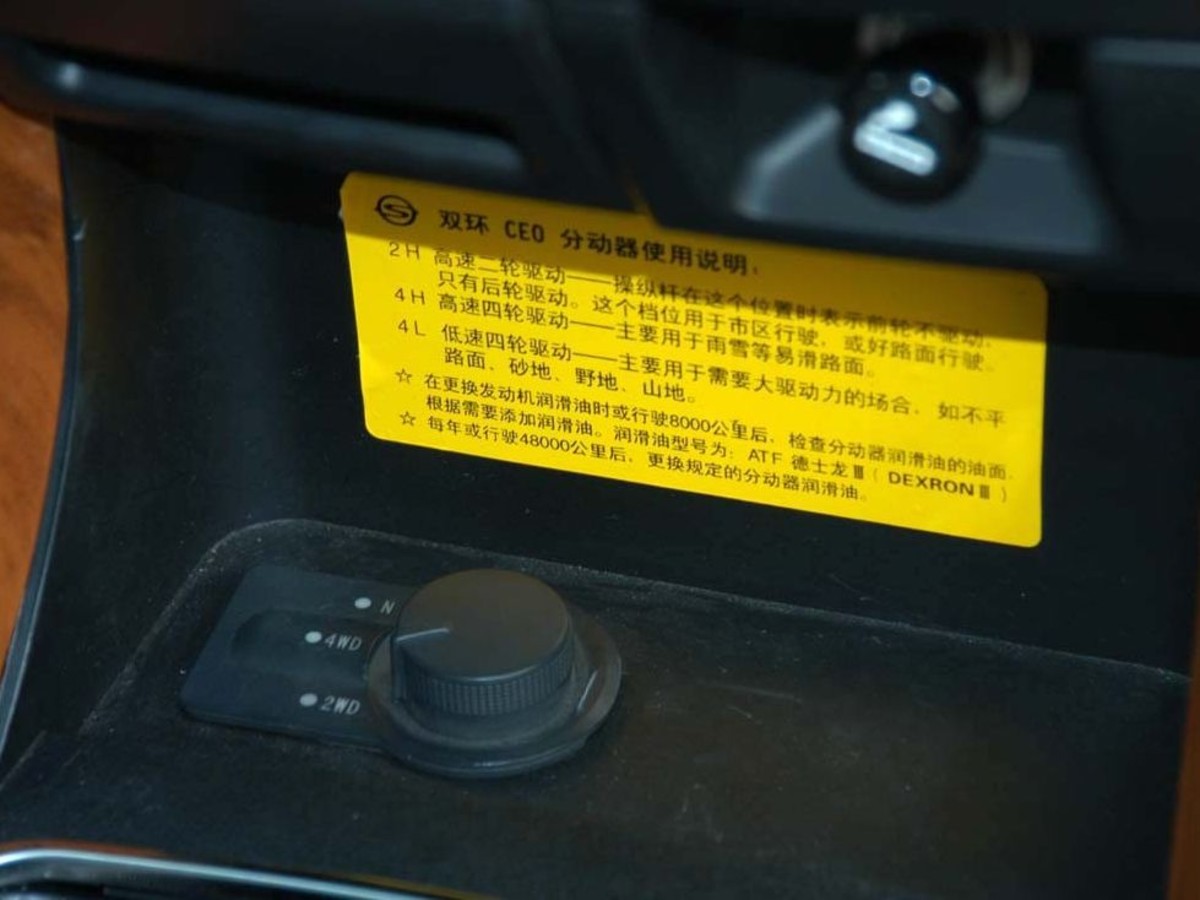 双环 CEO 分动器使用说明：
2H 高速二轮驱动——操纵杆在这个位置时表示前轮不驱动，
只有后轮驱动。这个档位用于市区行驶，或好路面行驶。
4H 高速四轮驱动——主要用于雨雪等易滑路面。
4L 低速四轮驱动——主要用于需要大驱动力的场合，如不平
路面、砂地、野地、山地。
☆ 在更换发动机润滑油时或行驶8000公里后，检查分动器润滑油的油面，
根据需要添加润滑油。润滑油型号为：ATF 德士龙Ⅲ（DEXRONⅢ）
☆ 每年或行驶48000公里后，更换规定的分动器润滑油。
N
4WD
2WD